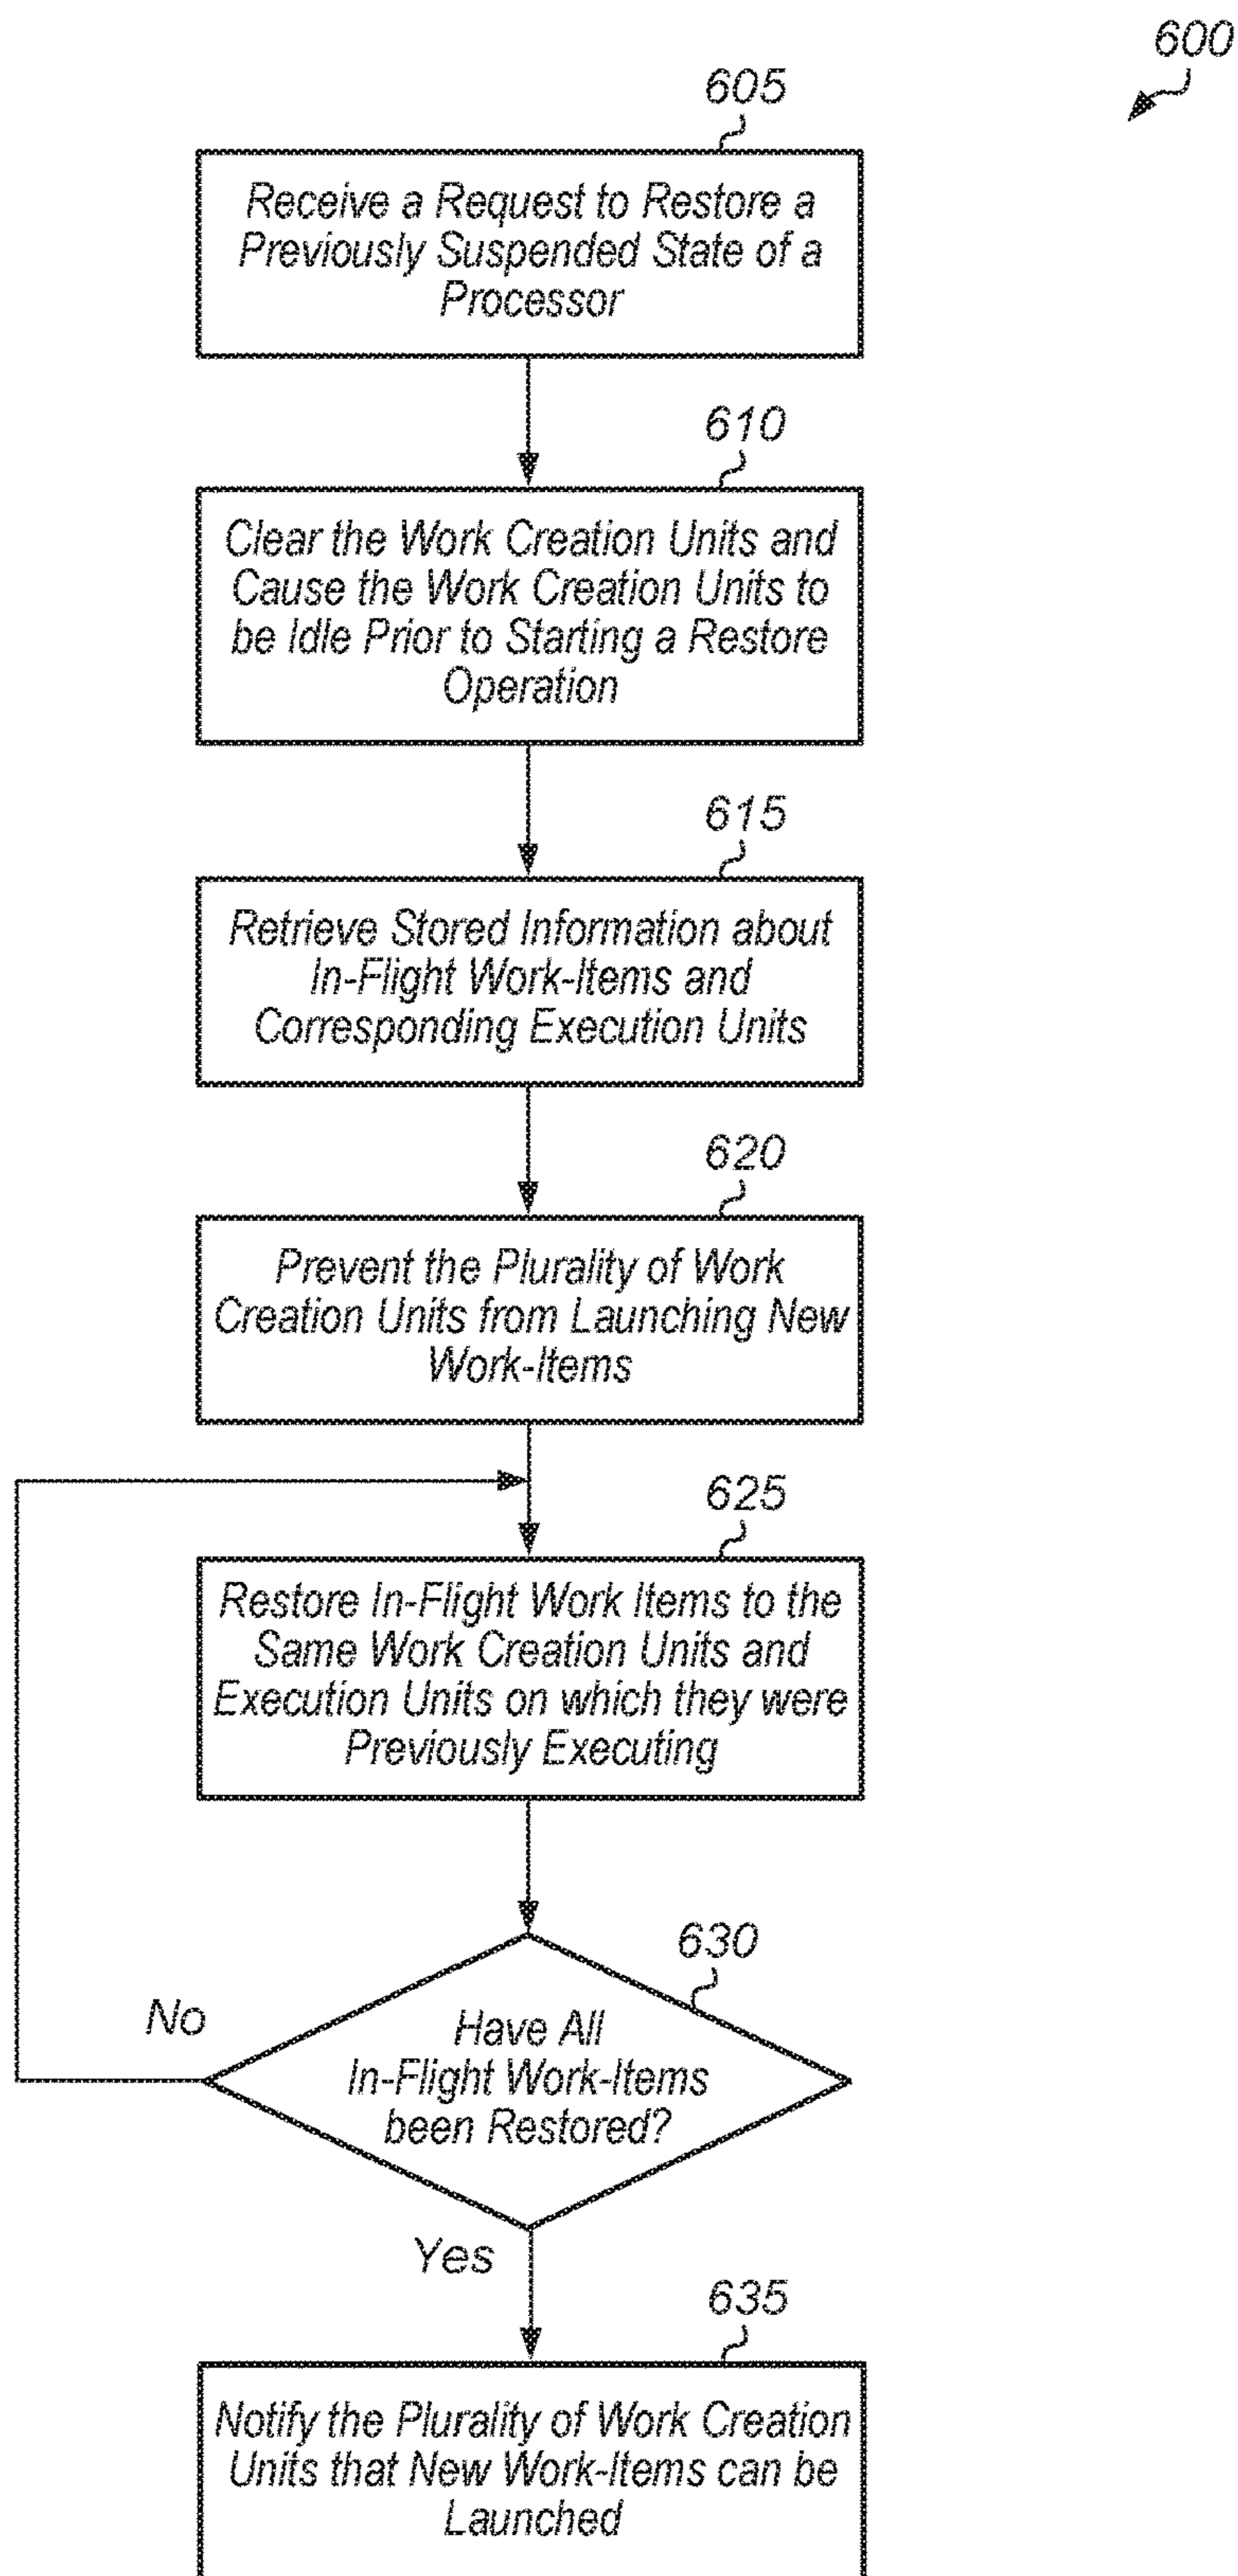 600
605
Receive a Request to Restore a
Previously Suspended State of a
Processor
610
Clear the Work Creation Units and
Cause the Work Creation Units to
be Idle Prior to Starting a Restore
Operation
615
Retrieve Stored Information about
In-Flight Work-Items and
Corresponding Execution Units
620
Prevent the Plurality of Work
Creation Units from Launching New
Work-Items
625
Restore In-Flight Work Items to the
Same Work Creation Units and
Execution Units on which they were
Previously Executing
630
No
Have All
In-Flight Work-Items
been Restored?
Yes
635
Notify the Plurality of Work Creation
Units that New Work-Items can be
Launched